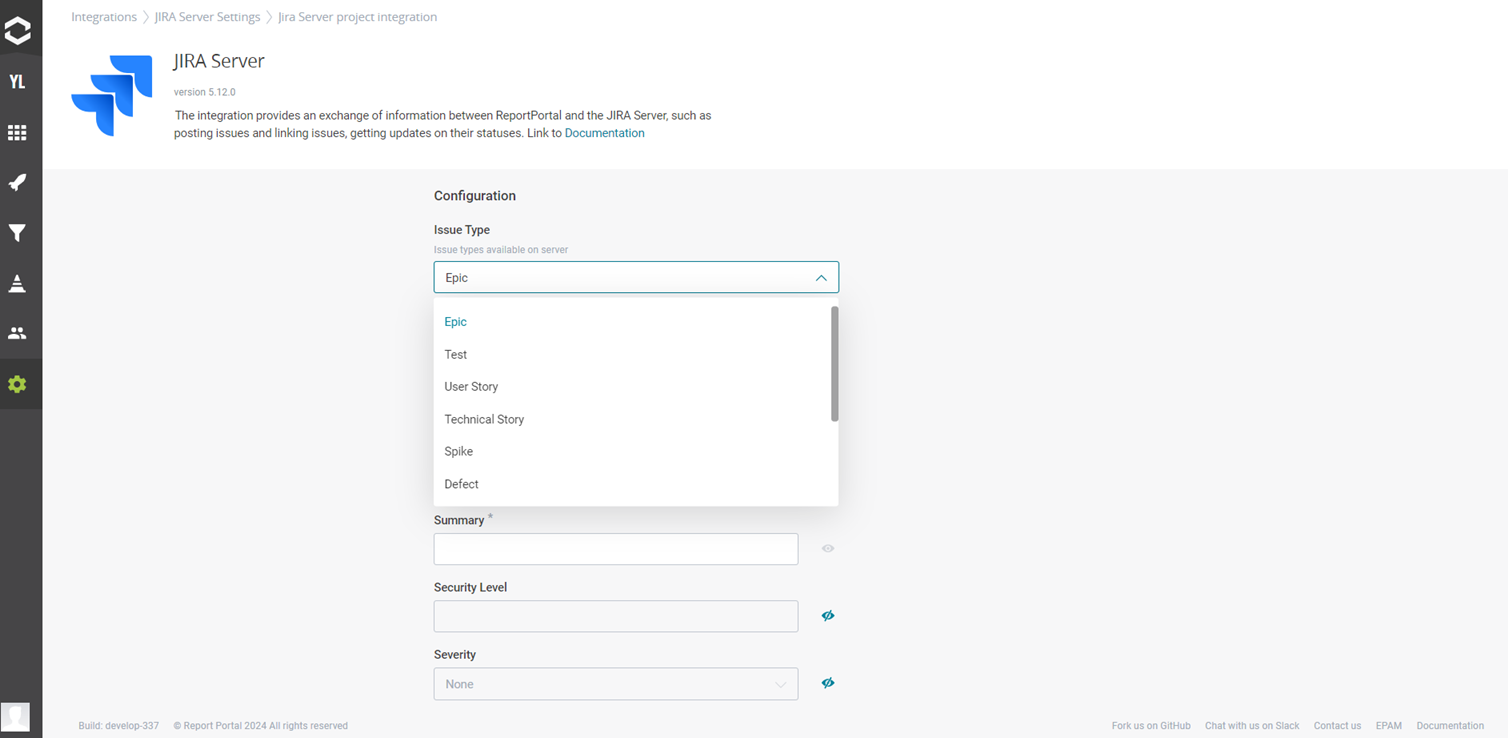 Integrations JIRA Server Settings Jira Server project integration
JIRA Server
version 5.12.0
The integration provides an exchange of information between ReportPortal and the JIRA Server, such as
posting issues and linking issues, getting updates on their statuses. Link to Documentation
YL
Configuration
Issue Type
Issue types available on server
Epic
Epic
Test
User Story
Technical Story
Spike
Defect
Summary *
Security Level
Severity
None
Build: develop-337 © Report Portal 2024 All rights reserved Fork us on GitHub Chat with us on Slack Contact us EPAM Documentation